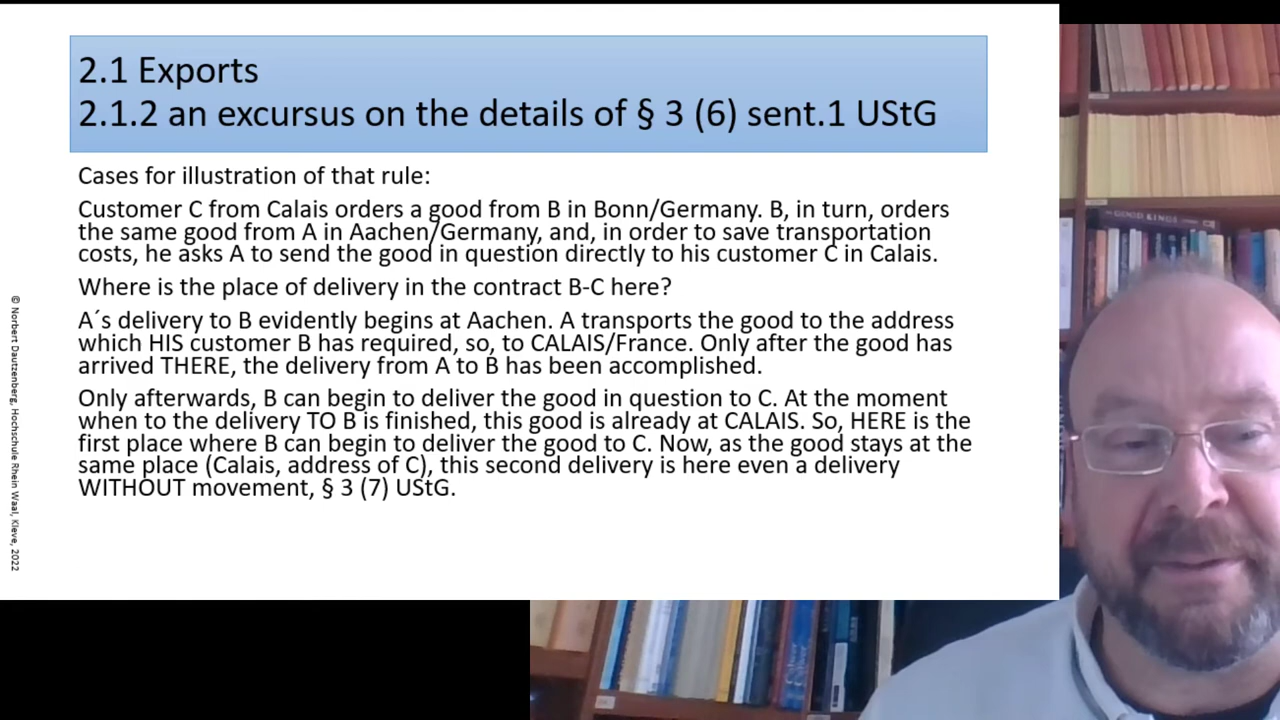 2.1 Exports
2.1.2 an excursus on the details of § 3 (6) sent.1 UStG
Cases for illustration of that rule:
Customer C from Calais orders a good from B in Bonn/Germany. B, in turn, orders
the same good from A in Aachen/Germany, and, in order to save transportation
costs, he asks A to send the good in question directly to his customer C in Calais.
Where is the place of delivery in the contract B-C here?
A´s delivery to B evidently begins at Aachen. A transports the good to the address
which HIS customer B has required, so, to CALAIS/France. Only after the good has
arrived THERE, the delivery from A to B has been accomplished.
Only afterwards, B can begin to deliver the good in question to C. At the moment
when to the delivery TO B is finished, this good is already at CALAIS. So, HERE is the
first place where B can begin to deliver the good to C. Now, as the good stays at the
same place (Calais, address of C), this second delivery is here even a delivery
WITHOUT movement, § 3 (7) UStG.
© Norbert Dautzenberg, Hochschule Rhein Waal, Kleve, 2022
GOOD KINGS